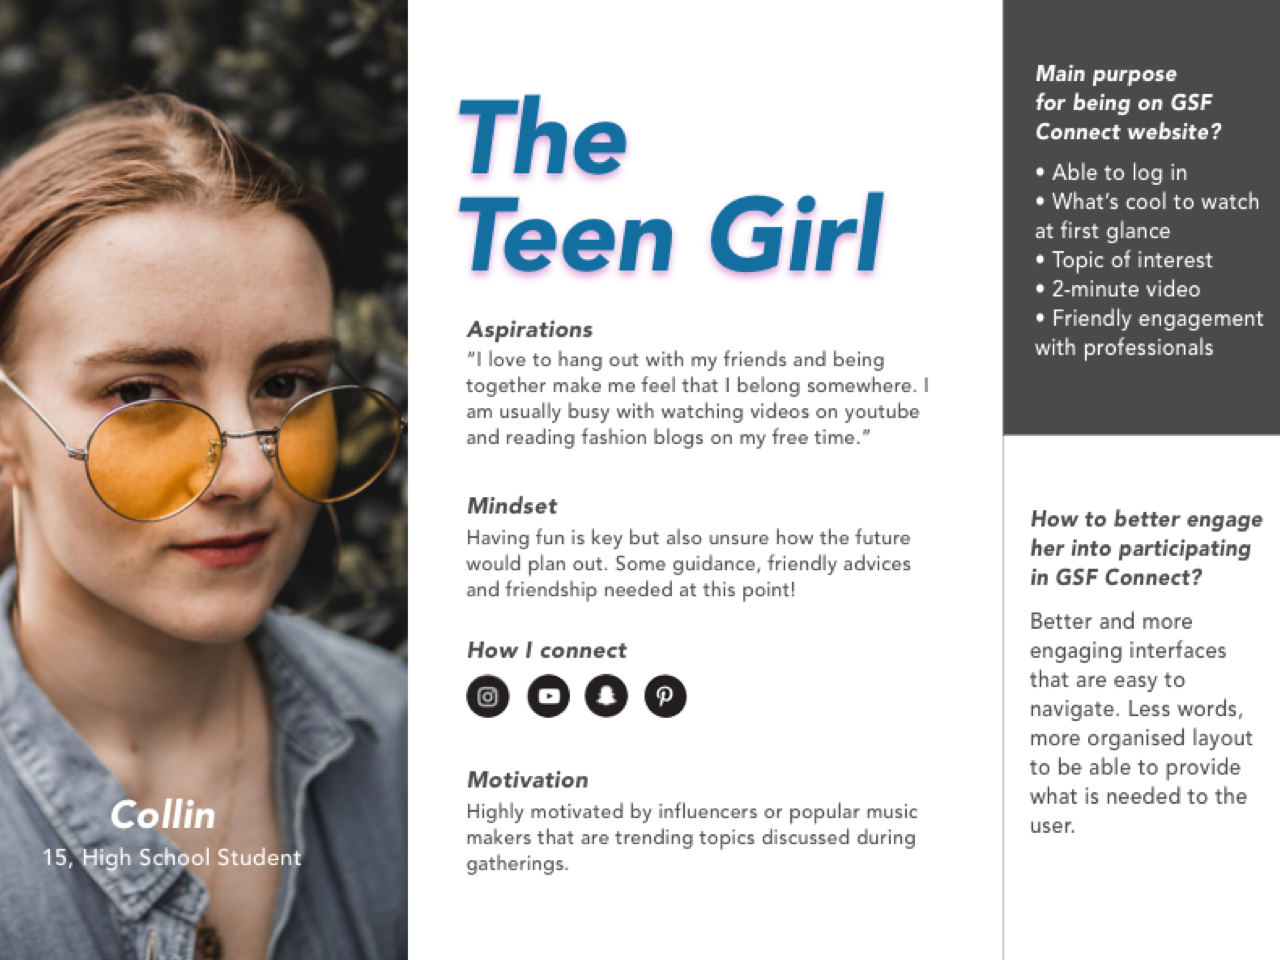 The
Teen Girl
Aspirations
“I love to hang out with my friends and being
together make me feel that I belong somewhere. I
am usually busy with watching videos on youtube
and reading fashion blogs on my free time.”
Mindset
Having fun is key but also unsure how the future
would plan out. Some guidance, friendly advices
and friendship needed at this point!
How I connect
Motivation
Highly motivated by influencers or popular music
makers that are trending topics discussed during
gatherings.
Collin
15, High School Student
Main purpose
for being on GSF
Connect website?
• Able to log in
• What’s cool to watch
at first glance
• Topic of interest
• 2-minute video
• Friendly engagement
with professionals
How to better engage
her into participating
in GSF Connect?
Better and more
engaging interfaces
that are easy to
navigate. Less words,
more organised layout
to be able to provide
what is needed to the
user.